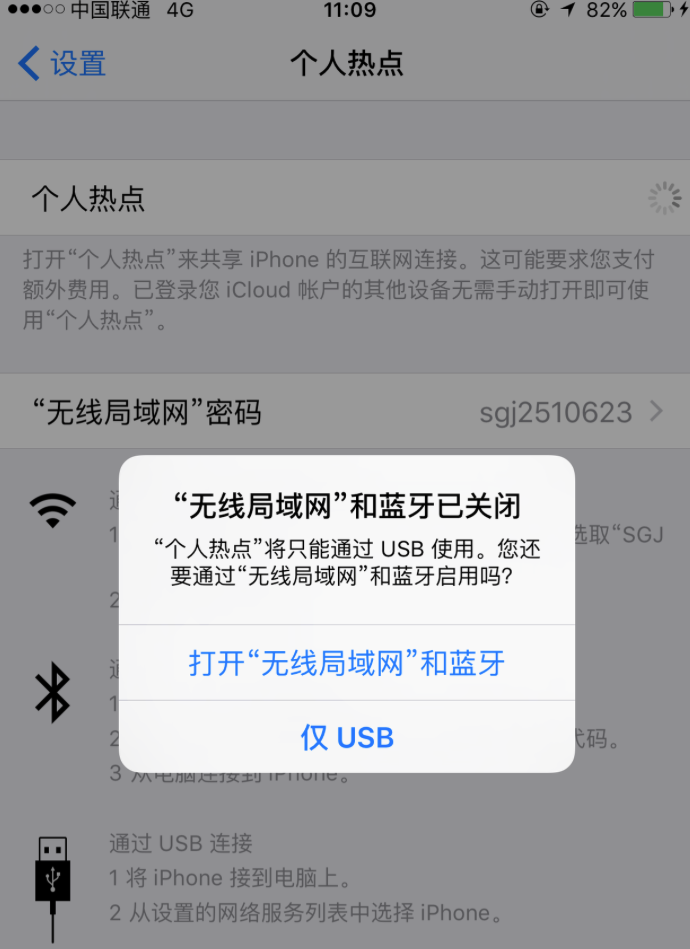 中国联通 4G 11:09 82%
设置 个人热点
个人热点
打开“个人热点”来共享 iPhone 的互联网连接。这可能要求您支付
额外费用。已登录您 iCloud 帐户的其他设备无需手动打开即可使
用“个人热点”。
“无线局域网”密码 sgj2510623
“无线局域网”和蓝牙已关闭
“个人热点”将只能通过 USB 使用。您还
要通过“无线局域网”和蓝牙启用吗?
打开“无线局域网”和蓝牙
仅 USB
通
1 选取“SGJ
2
通
1
2 代码。
3 从电脑连接到 iPhone。
通过 USB 连接
1 将 iPhone 接到电脑上。
2 从设置的网络服务列表中选择 iPhone。